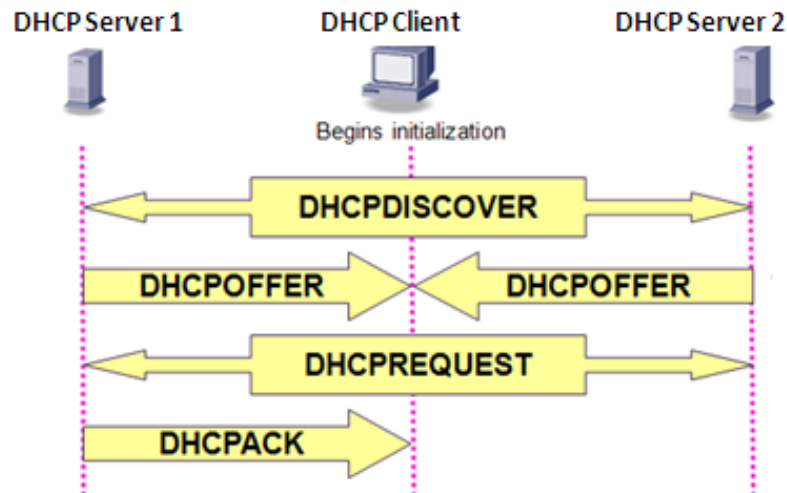 DHCP Server 1
DHCP Client
DHCP Server 2
Begins initialization
DHCPDISCOVER
DHCPOFFER
DHCPOFFER
DHCPREQUEST
DHCPACK